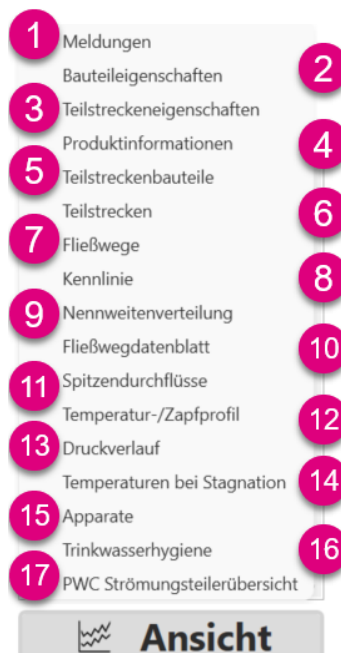 1 Meldungen
Bauteileigenschaften 2
3 Teilstreckeneigenschaften
Produktinformationen 4
5 Teilstreckenbauteile
Teilstrecken 6
7 Fließwege
Kennlinie 8
9 Nennweitenverteilung
Fließwegdatenblatt 10
11 Spitzendurchflüsse
Temperatur-/Zapfprofil 12
13 Druckverlauf
Temperaturen bei Stagnation 14
15 Apparate
Trinkwasserhygiene 16
17 PWC Strömungsteilerübersicht
Ansicht